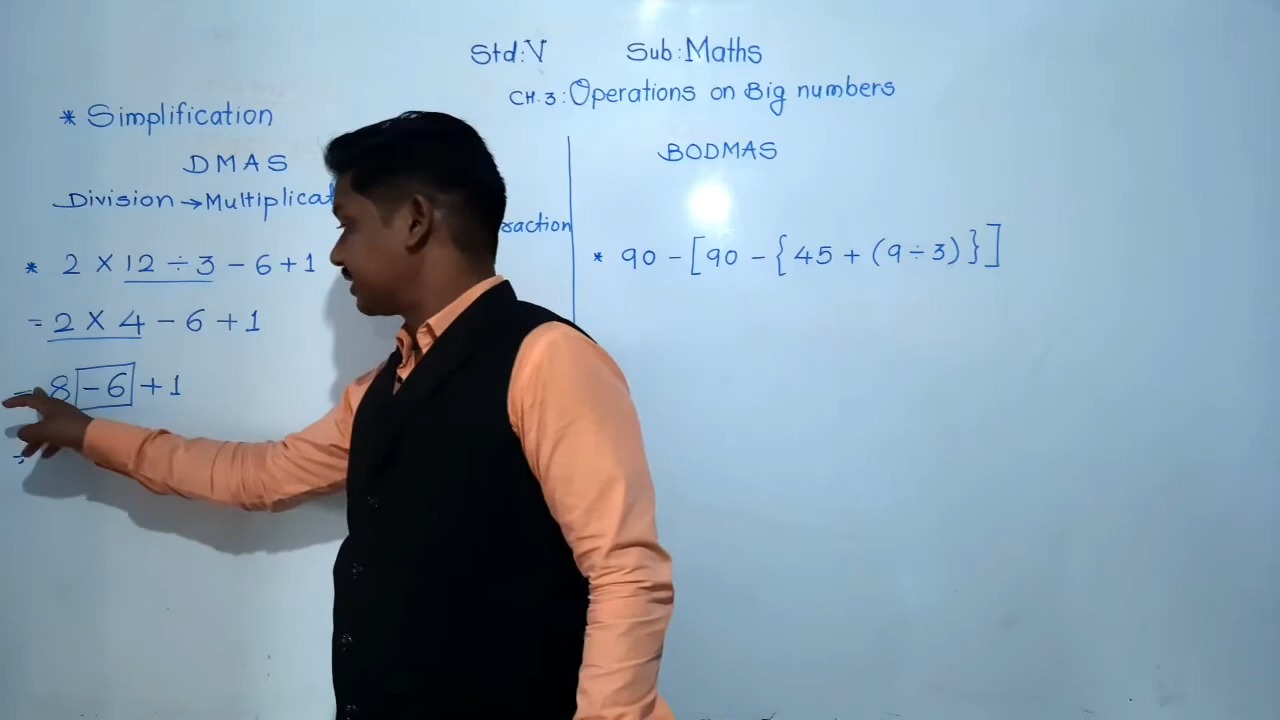 Std: V Sub: Maths
CH. 3: Operations on Big numbers
* Simplification
DMAS
Division → Multiplicat
raction
* 2 × 12 ÷ 3 - 6 + 1
= 2 × 4 - 6 + 1
= 8 - 6 + 1
BODMAS
* 90 - [90 - {45 + (9 ÷ 3)}]